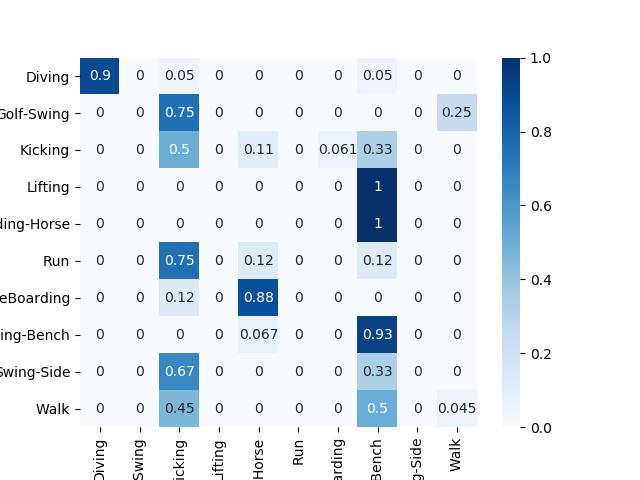 Diving 0.9 0 0.05 0 0 0 0 0.05 0 0
Golf-Swing 0 0 0.75 0 0 0 0 0 0 0.25
Kicking 0 0 0.5 0 0.11 0 0.061 0.33 0 0
Lifting 0 0 0 0 0 0 0 1 0 0
ding-Horse 0 0 0 0 0 0 0 1 0 0
Run 0 0 0.75 0 0.12 0 0 0.12 0 0
eBoarding 0 0 0.12 0 0.88 0 0 0 0 0
ing-Bench 0 0 0 0 0.067 0 0 0.93 0 0
Swing-Side 0 0 0.67 0 0 0 0 0.33 0 0
Walk 0 0 0.45 0 0 0 0 0.5 0 0.045
Diving
Swing
icking
ifting
Horse
Run
arding
Bench
g-Side
Walk
1.0
0.8
0.6
0.4
0.2
0.0